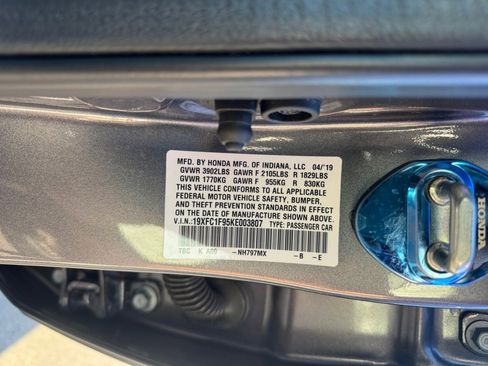 MFD. BY HONDA MFG. OF INDIANA, LLC 04/'19
GVWR 3902LBS GAWR F 2105LBS R 1829LBS
GVWR 1770KG GAWR F 955KG R 830KG
THIS VEHICLE CONFORMS TO ALL APPLICABLE
FEDERAL MOTOR VEHICLE SAFETY, BUMPER,
AND THEFT PREVENTION STANDARDS IN EFFECT
ON THE DATE OF MANUFACTURE SHOWN ABOVE.
V.I.N.:19XFC1F95KE003807 TYPE: PASSENGER CAR
TBC K A00 -NH797MX -B -E
HONDA